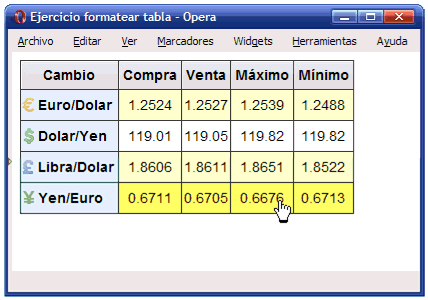 Ejercicio formatear tabla - Opera
Archivo Editar Ver Marcadores Widgets Herramientas Ayuda
Cambio Compra Venta Máximo Mínimo
€ Euro/Dolar 1.2524 1.2527 1.2539 1.2488
$ Dolar/Yen 119.01 119.05 119.82 119.82
£ Libra/Dolar 1.8606 1.8611 1.8651 1.8522
¥ Yen/Euro 0.6711 0.6705 0.6676 0.6713